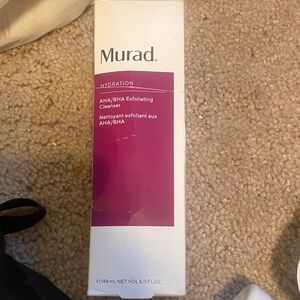 Murad.
HYDRATION
AHA/BHA Exfoliating
Cleanser
Nettoyant exfoliant aux
AHA/BHA
℮ 148 mL NET VOL 5.0 FL OZ